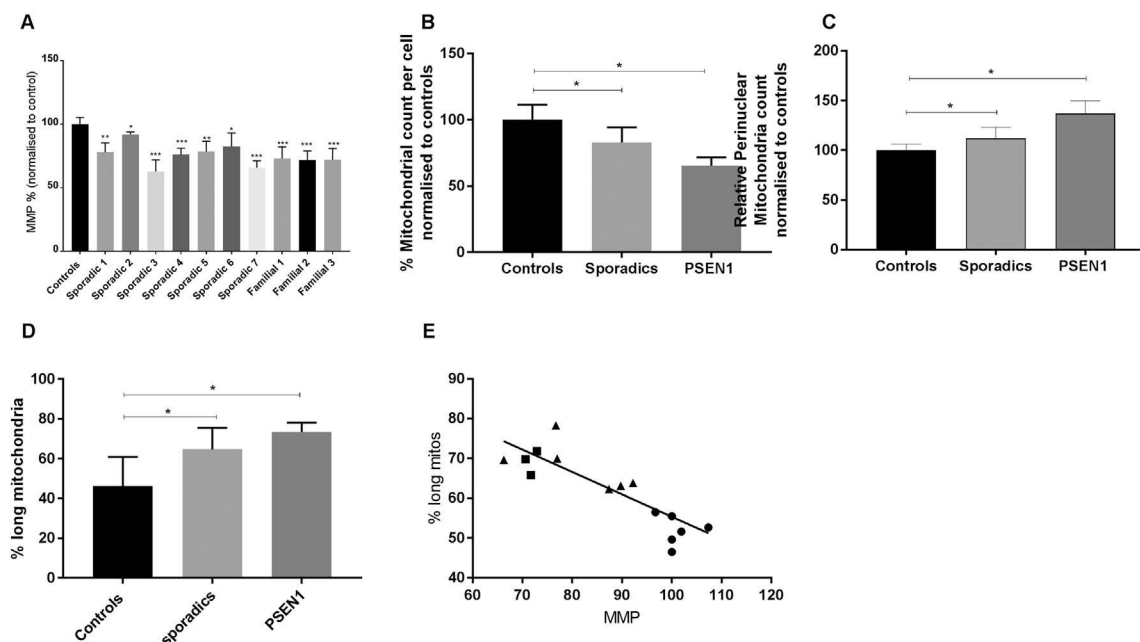 A
MMP % (normalised to control)
150
100
50
0
**
*
***
***
**
*
***
***
***
***
Controls
Sporadic 1
Sporadic 2
Sporadic 3
Sporadic 4
Sporadic 5
Sporadic 6
Sporadic 7
Familial 1
Familial 2
Familial 3
B
% Mitochondrial count per cell
normalised to controls
150
100
50
0
*
*
Controls
Sporadics
PSEN1
C
Relative Perinuclear
Mitochondria count
normalised to controls
200
150
100
50
0
*
*
Controls
Sporadics
PSEN1
D
% long mitochondria
100
80
60
40
20
0
*
*
Controls
sporadics
PSEN1
E
% long mitos
90
80
70
60
50
40
60
70
80
90
100
110
120
MMP